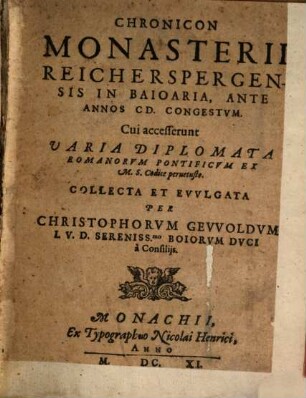 CHRONICON
MONASTERII
REICHERSPERGEN-
SIS IN BAIOARIA, ANTE
ANNOS CD. CONGESTVM.
Cui accesserunt
VARIA DIPLOMATA
ROMANORVM PONTIFICVM EX
M. S. Codice peruetusto.
COLLECTA ET EVVLGATA
PER
CHRISTOPHORVM GEVVOLDVM
I. V. D. SERENISS.mo BOIORVM DVCI
à Consilijs.
MONACHII,
Ex Typographeo Nicolai Henrici,
ANNO
M. DC. XI.